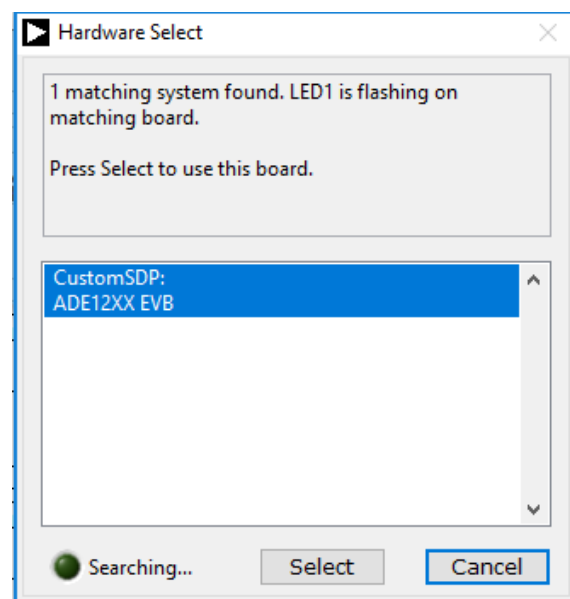 Hardware Select
1 matching system found. LED1 is flashing on
matching board.
Press Select to use this board.
CustomSDP:
ADE12XX EVB
Searching...
Select
Cancel